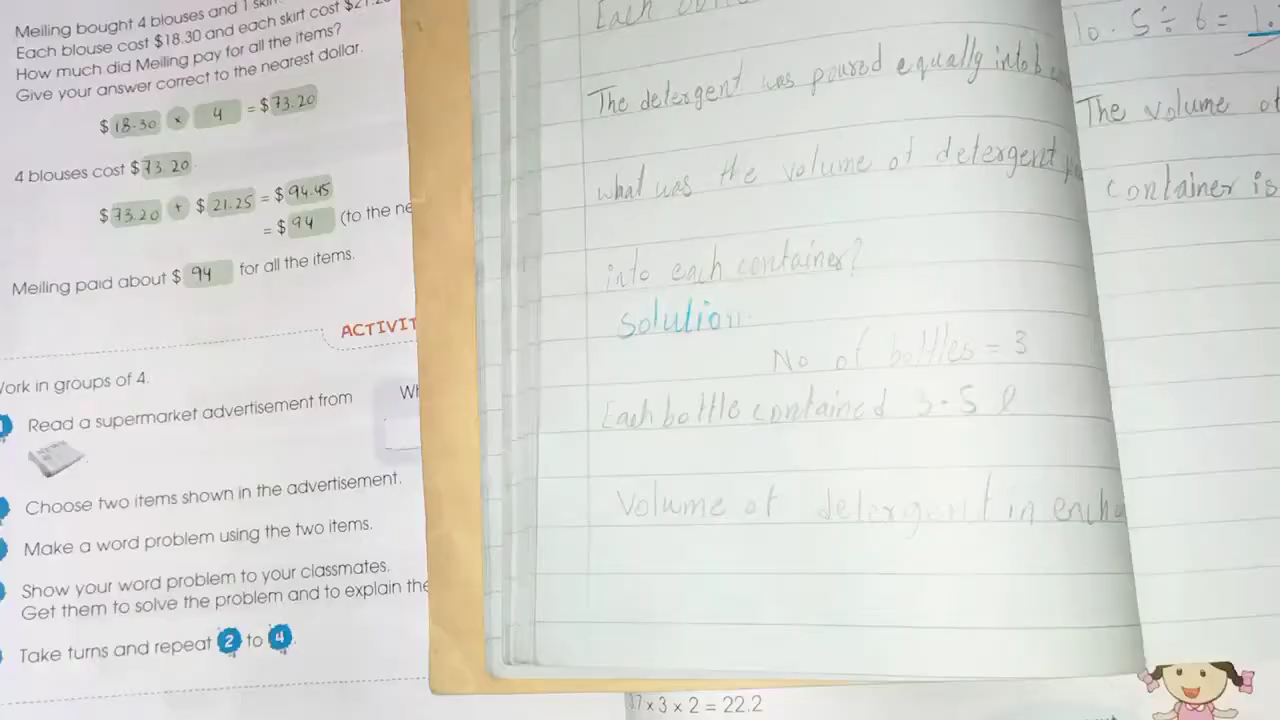 Meiling bought 4 blouses and 1
Each blouse cost $18.30 and each skirt cost
How much did Meiling pay for all the items?
Give your answer correct to the nearest dollar.
$ 18.30 × 4 = $ 73.20
4 blouses cost $ 73.20.
$ 73.20 + $ 21.25 = $ 94.45
= $ 94 (to the
Meiling paid about $ 94 for all the items.
ork in groups of 4.
Read a supermarket advertisement from
Choose two items shown in the advertisement.
Make a word problem using the two items.
Show your word problem to your classmates.
Get them to solve the problem and to explain the
Take turns and repeat 2 to 4.
Each
The detergent was poured equally into 6
what was the volume of detergent
into each container?
solution
No of bottles = 3
Each bottle contained 3.5 l
Volume of detergent in each
10.5 ÷ 6 = 1.
The volume of
container is
7 × 3 × 2 = 22.2